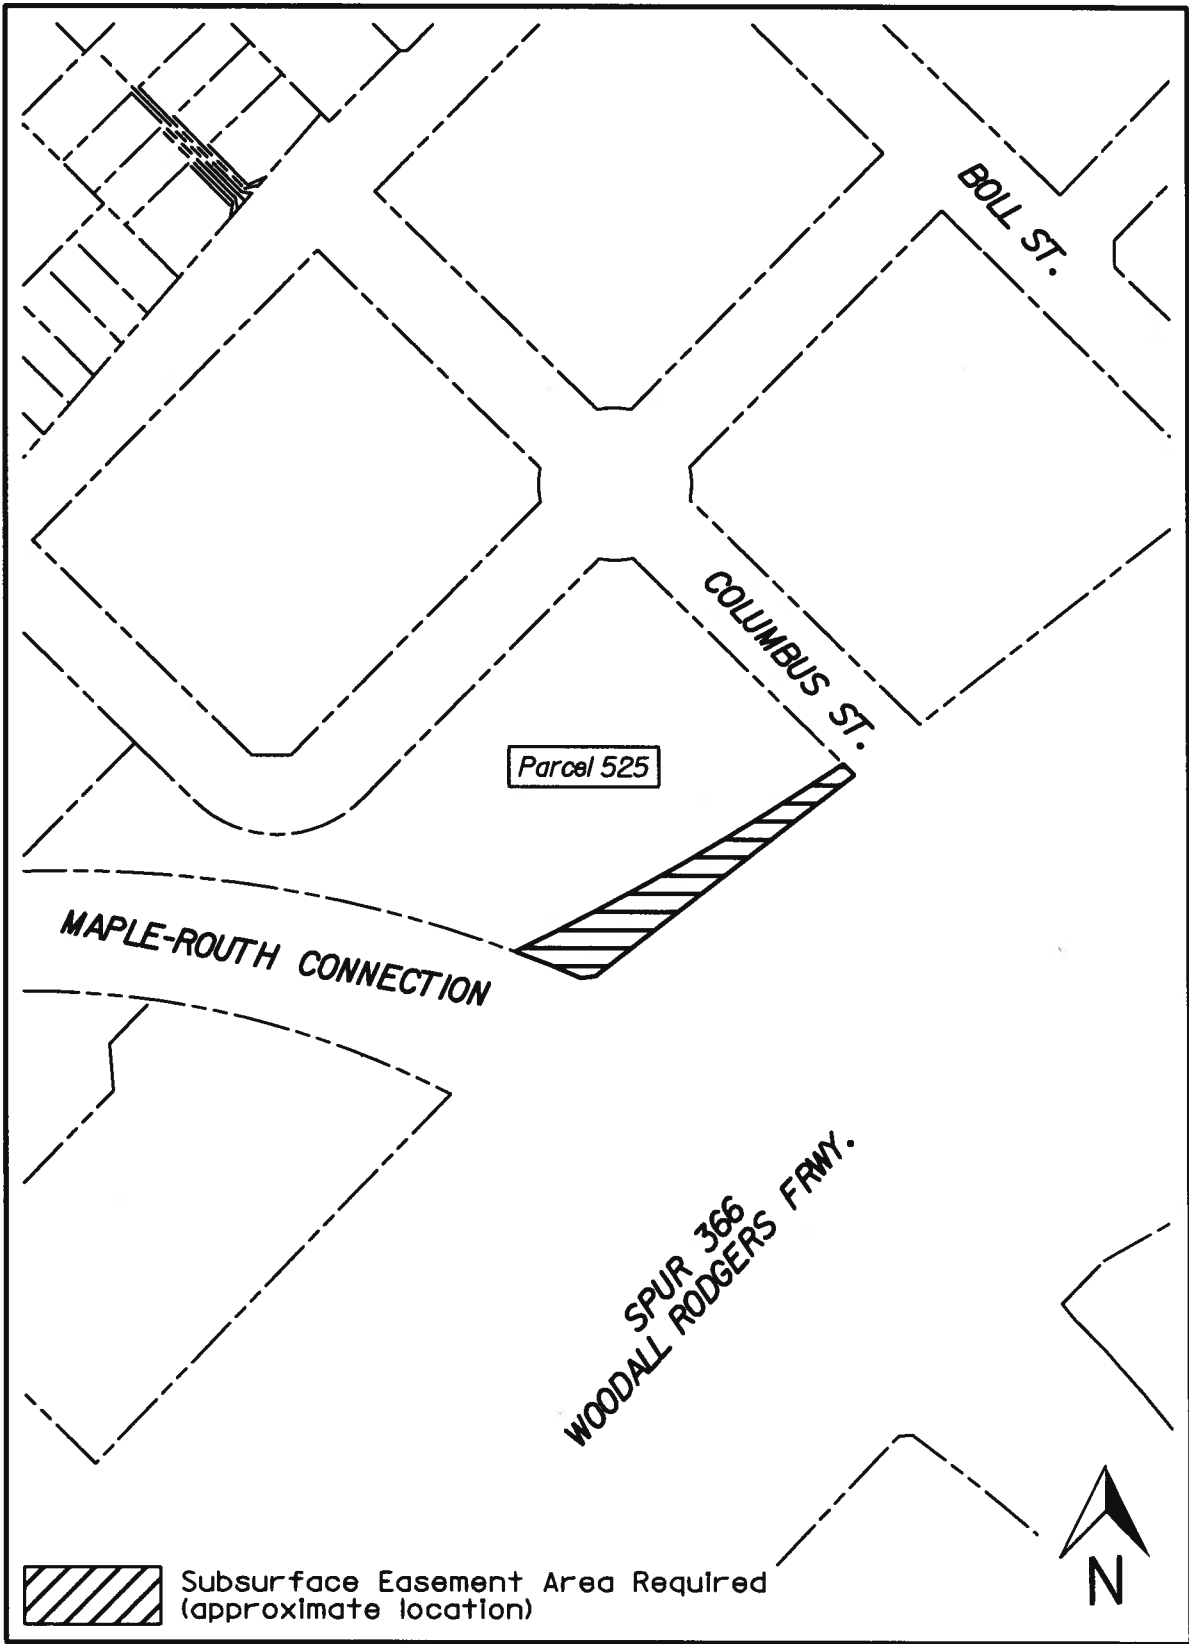 BOLL ST.
COLUMBUS ST.
Parcel 525
MAPLE-ROUTH CONNECTION
SPUR 366
WOODALL RODGERS FRWY.
N
Subsurface Easement Area Required
(approximate location)